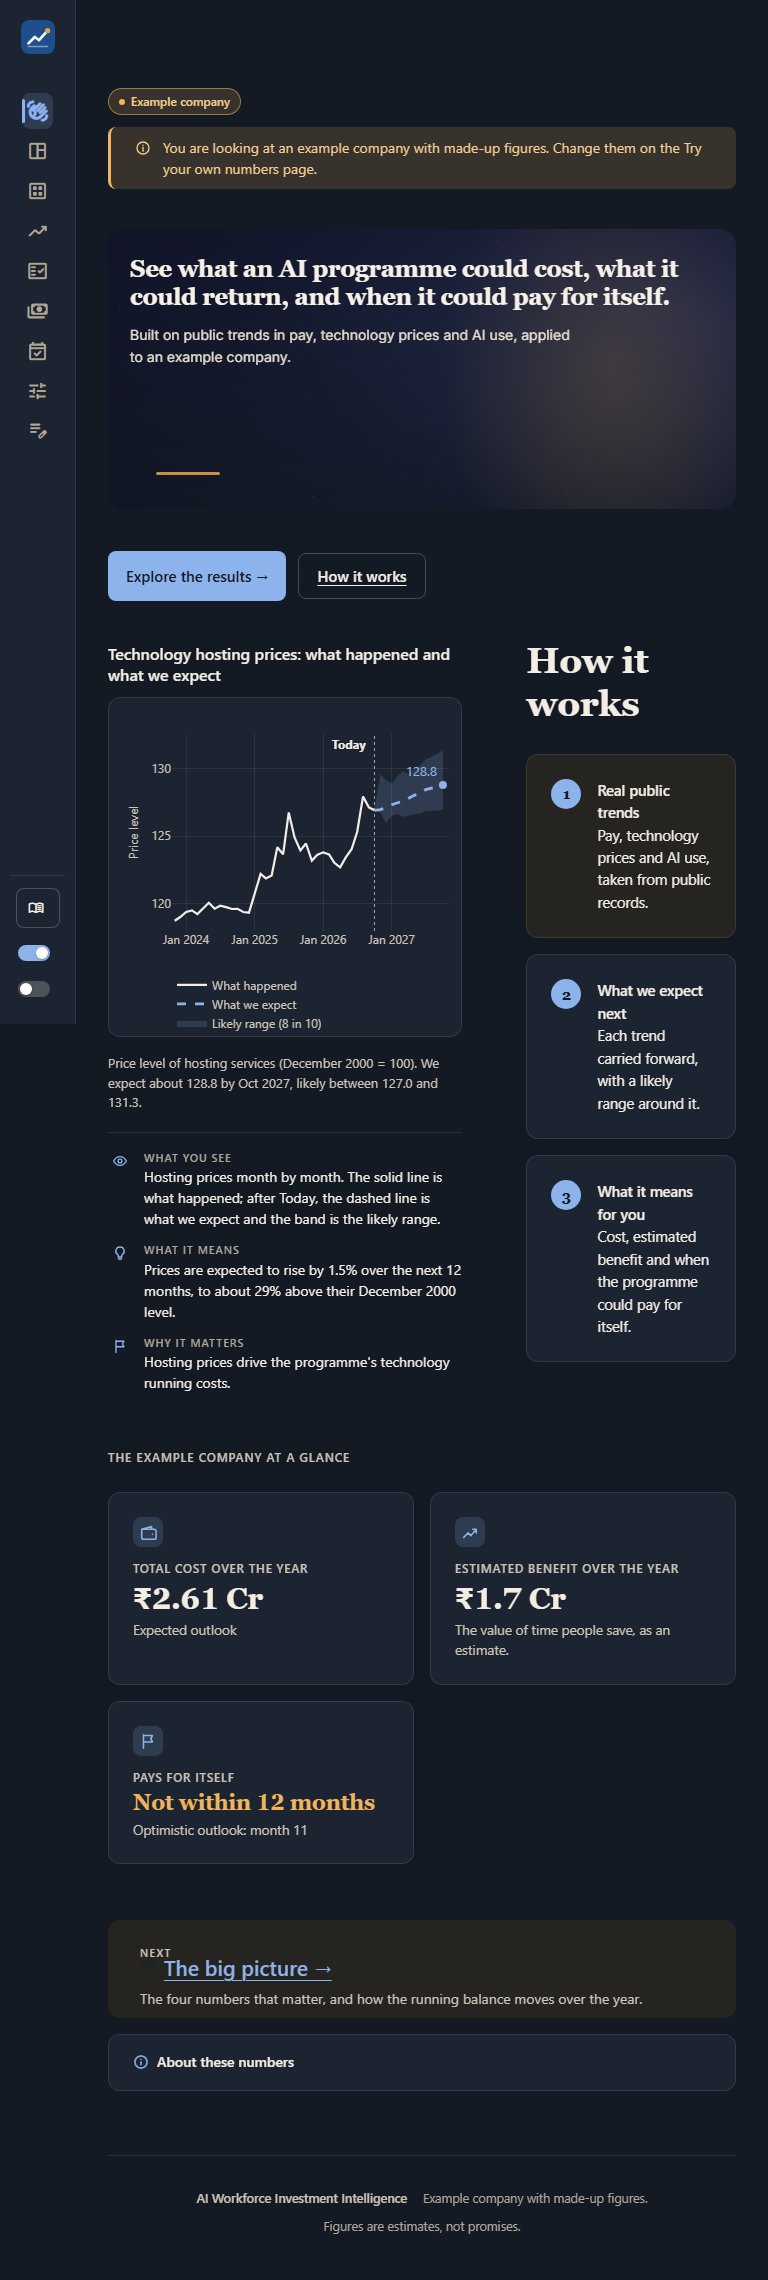 Example company
You are looking at an example company with made-up figures. Change them on the Try
your own numbers page.
See what an AI programme could cost, what it
could return, and when it could pay for itself.
Built on public trends in pay, technology prices and AI use, applied
to an example company.
Explore the results →
How it works
Technology hosting prices: what happened and
what we expect
Today
128.8
130
125
120
Price level
Jan 2024
Jan 2025
Jan 2026
Jan 2027
What happened
What we expect
Likely range (8 in 10)
Price level of hosting services (December 2000 = 100). We
expect about 128.8 by Oct 2027, likely between 127.0 and
131.3.
WHAT YOU SEE
Hosting prices month by month. The solid line is
what happened; after Today, the dashed line is
what we expect and the band is the likely range.
WHAT IT MEANS
Prices are expected to rise by 1.5% over the next 12
months, to about 29% above their December 2000
level.
WHY IT MATTERS
Hosting prices drive the programme's technology
running costs.
How it
works
1
Real public
trends
Pay, technology
prices and AI use,
taken from public
records.
2
What we expect
next
Each trend
carried forward,
with a likely
range around it.
3
What it means
for you
Cost, estimated
benefit and when
the programme
could pay for
itself.
THE EXAMPLE COMPANY AT A GLANCE
TOTAL COST OVER THE YEAR
₹2.61 Cr
Expected outlook
ESTIMATED BENEFIT OVER THE YEAR
₹1.7 Cr
The value of time people save, as an
estimate.
PAYS FOR ITSELF
Not within 12 months
Optimistic outlook: month 11
NEXT
The big picture →
The four numbers that matter, and how the running balance moves over the year.
About these numbers
AI Workforce Investment Intelligence Example company with made-up figures.
Figures are estimates, not promises.